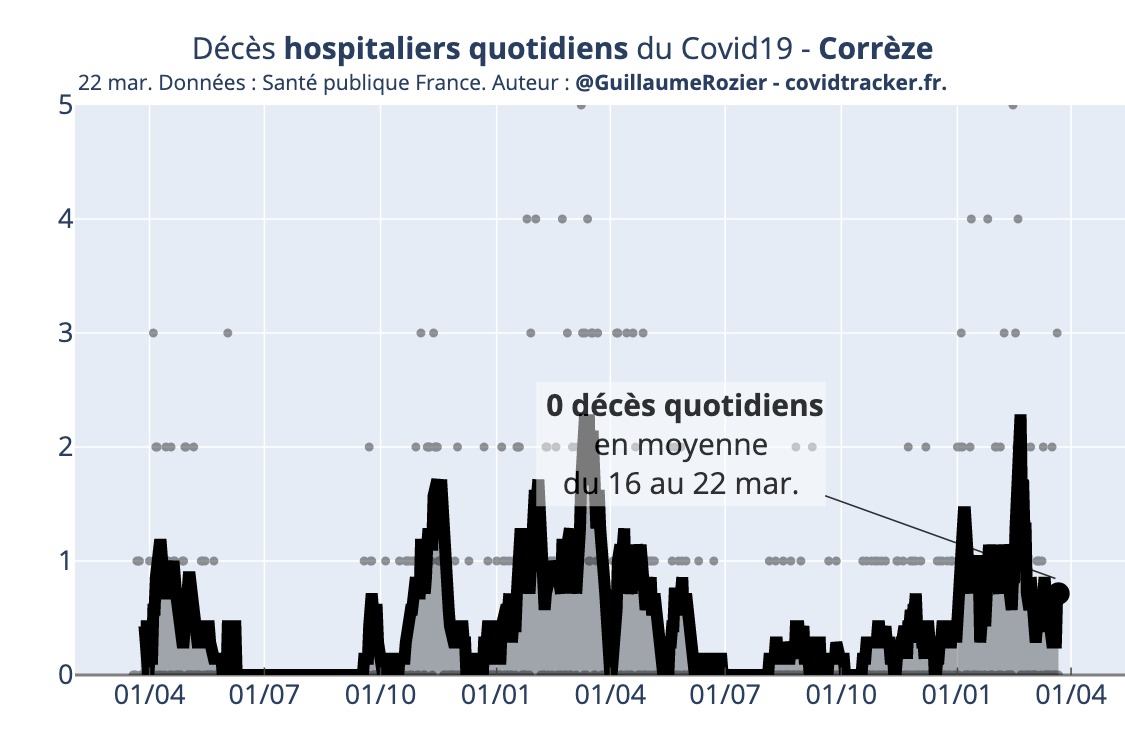 Décès hospitaliers quotidiens du Covid19 - Corrèze
22 mar. Données : Santé publique France. Auteur : @GuillaumeRozier - covidtracker.fr.
5
4
3
2
1
0
0 décès quotidiens
en moyenne
du 16 au 22 mar.
01/04 01/07 01/10 01/01 01/04 01/07 01/10 01/01 01/04